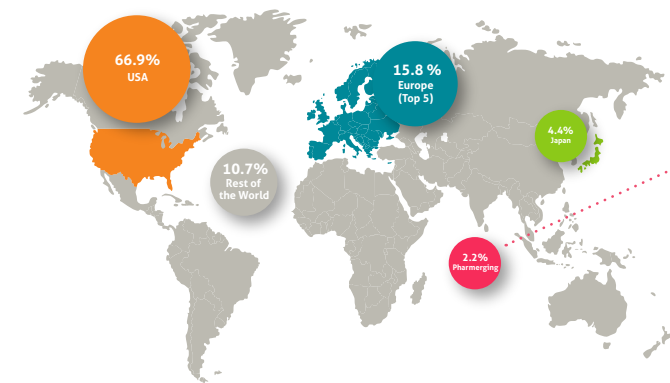 66.9%
USA
15.8 %
Europe
(Top 5)
4.4%
Japan
10.7%
Rest of
the World
2.2%
Pharmerging